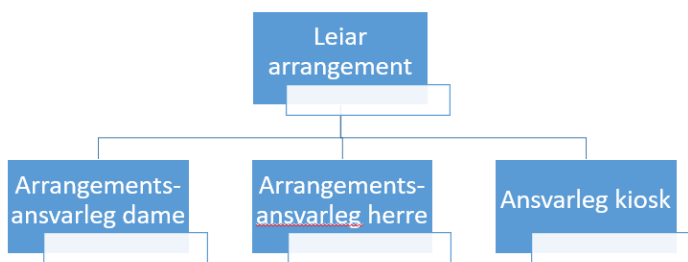 Leiar
arrangement
Arrangements-
ansvarleg dame
Arrangements-
ansvarleg herre
Ansvarleg kiosk